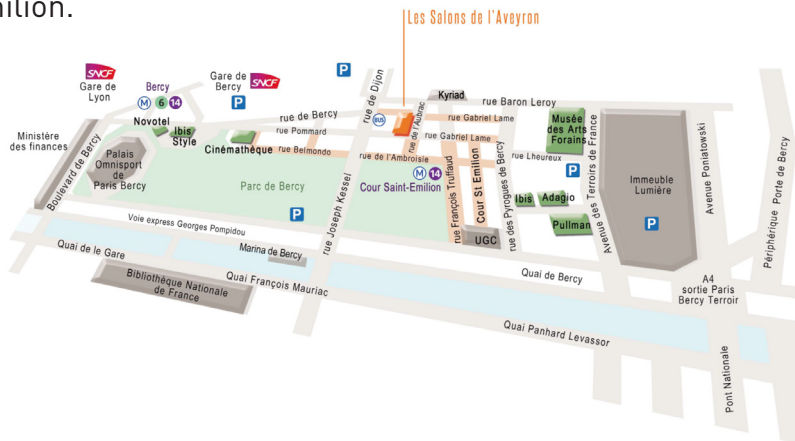 nilion.
Les Salons de l'Aveyron
SNCF
Gare de
Lyon
Bercy
M 6 14
Gare de
Bercy
SNCF
P
P
rue de Dijon
BUS
Kyriad
rue de l'Aubrac
rue Baron Leroy
P
Ministère
des finances
Boulevard de Bercy
Novotel
Ibis
Style
Palais
Omnisport
de
Paris Bercy
Cinémathèque
rue de Bercy
rue Pommard
rue Belmondo
rue Gabriel Lame
rue Gabriel Lame
rue de l'Ambroisie
M 14
Cour Saint-Emilion
Musée
des Arts
Forains
rue Lheureux
P
Parc de Bercy
P
rue Joseph Kessel
rue François Truffaud
Cour St Emilion
UGC
rue des Pyrogues de Bercy
Ibis
Adagio
Pullman
Avenue des Terroirs de France
Immeuble
Lumière
P
Avenue Poniatowski
Périphérique Porte de Bercy
Voie express Georges Pompidou
Quai de le Gare
Marina de Bercy
Bibliothèque Nationale
de France
Quai François Mauriac
Quai de Bercy
Quai Panhard Levassor
A4
sortie Paris
Bercy Terroir
Pont Nationale